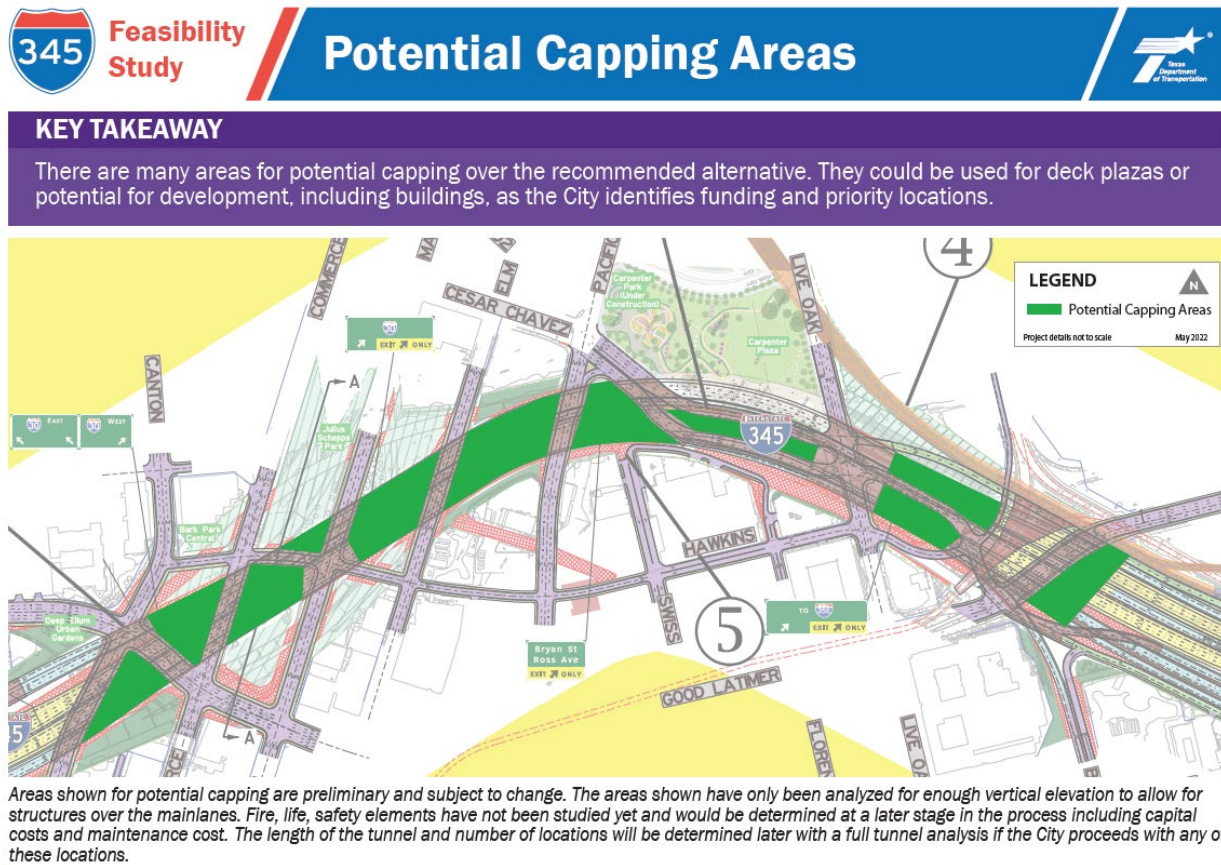 345
Feasibility
Study
Potential Capping Areas
Texas
Department
of Transportation
KEY TAKEAWAY
There are many areas for potential capping over the recommended alternative. They could be used for deck plazas or
potential for development, including buildings, as the City identifies funding and priority locations.
COMMERCE
MA
ELM
PACIFIC
CESAR CHAVEZ
Carpenter
Park
(Under
Construction)
Carpenter
Plaza
LIVE OAK
4
LEGEND
N
Potential Capping Areas
Project details not to scale
May 2022
CANTON
30
EXIT ONLY
A
30 EAST
30 WEST
Julius
Schepps
Park
INTERSTATE
345
Bark Park
Central
HAWKINS
SWISS
5
TO 35E
EXIT ONLY
Deep Ellum
Urban
Gardens
Bryan St
Ross Ave
EXIT ONLY
GOOD LATIMER
A
FLOREN
LIVE OA
Areas shown for potential capping are preliminary and subject to change. The areas shown have only been analyzed for enough vertical elevation to allow for
structures over the mainlanes. Fire, life, safety elements have not been studied yet and would be determined at a later stage in the process including capital
costs and maintenance cost. The length of the tunnel and number of locations will be determined later with a full tunnel analysis if the City proceeds with any o
these locations.